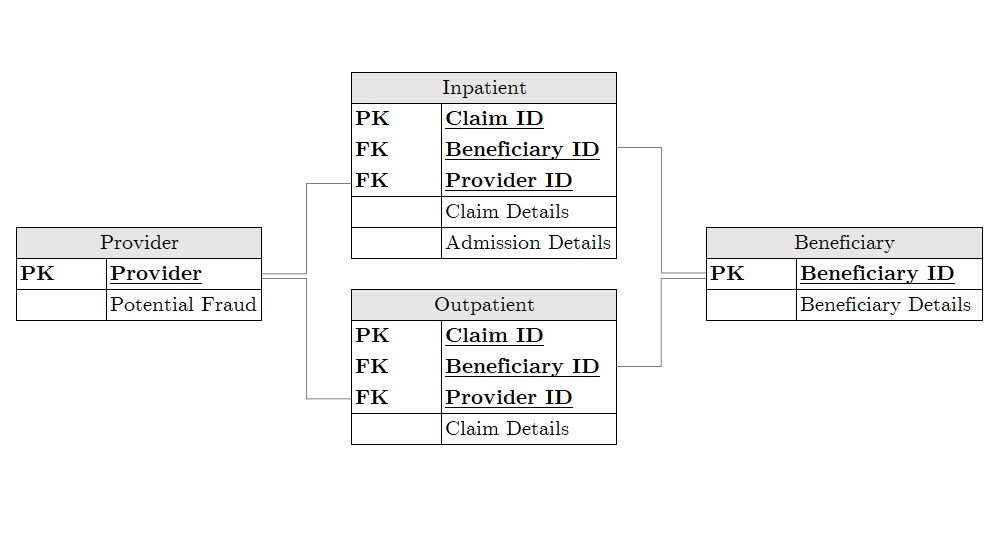 Inpatient
PK Claim ID
FK Beneficiary ID
FK Provider ID
Claim Details
Admission Details
Provider
PK Provider
Potential Fraud
Outpatient
PK Claim ID
FK Beneficiary ID
FK Provider ID
Claim Details
Beneficiary
PK Beneficiary ID
Beneficiary Details